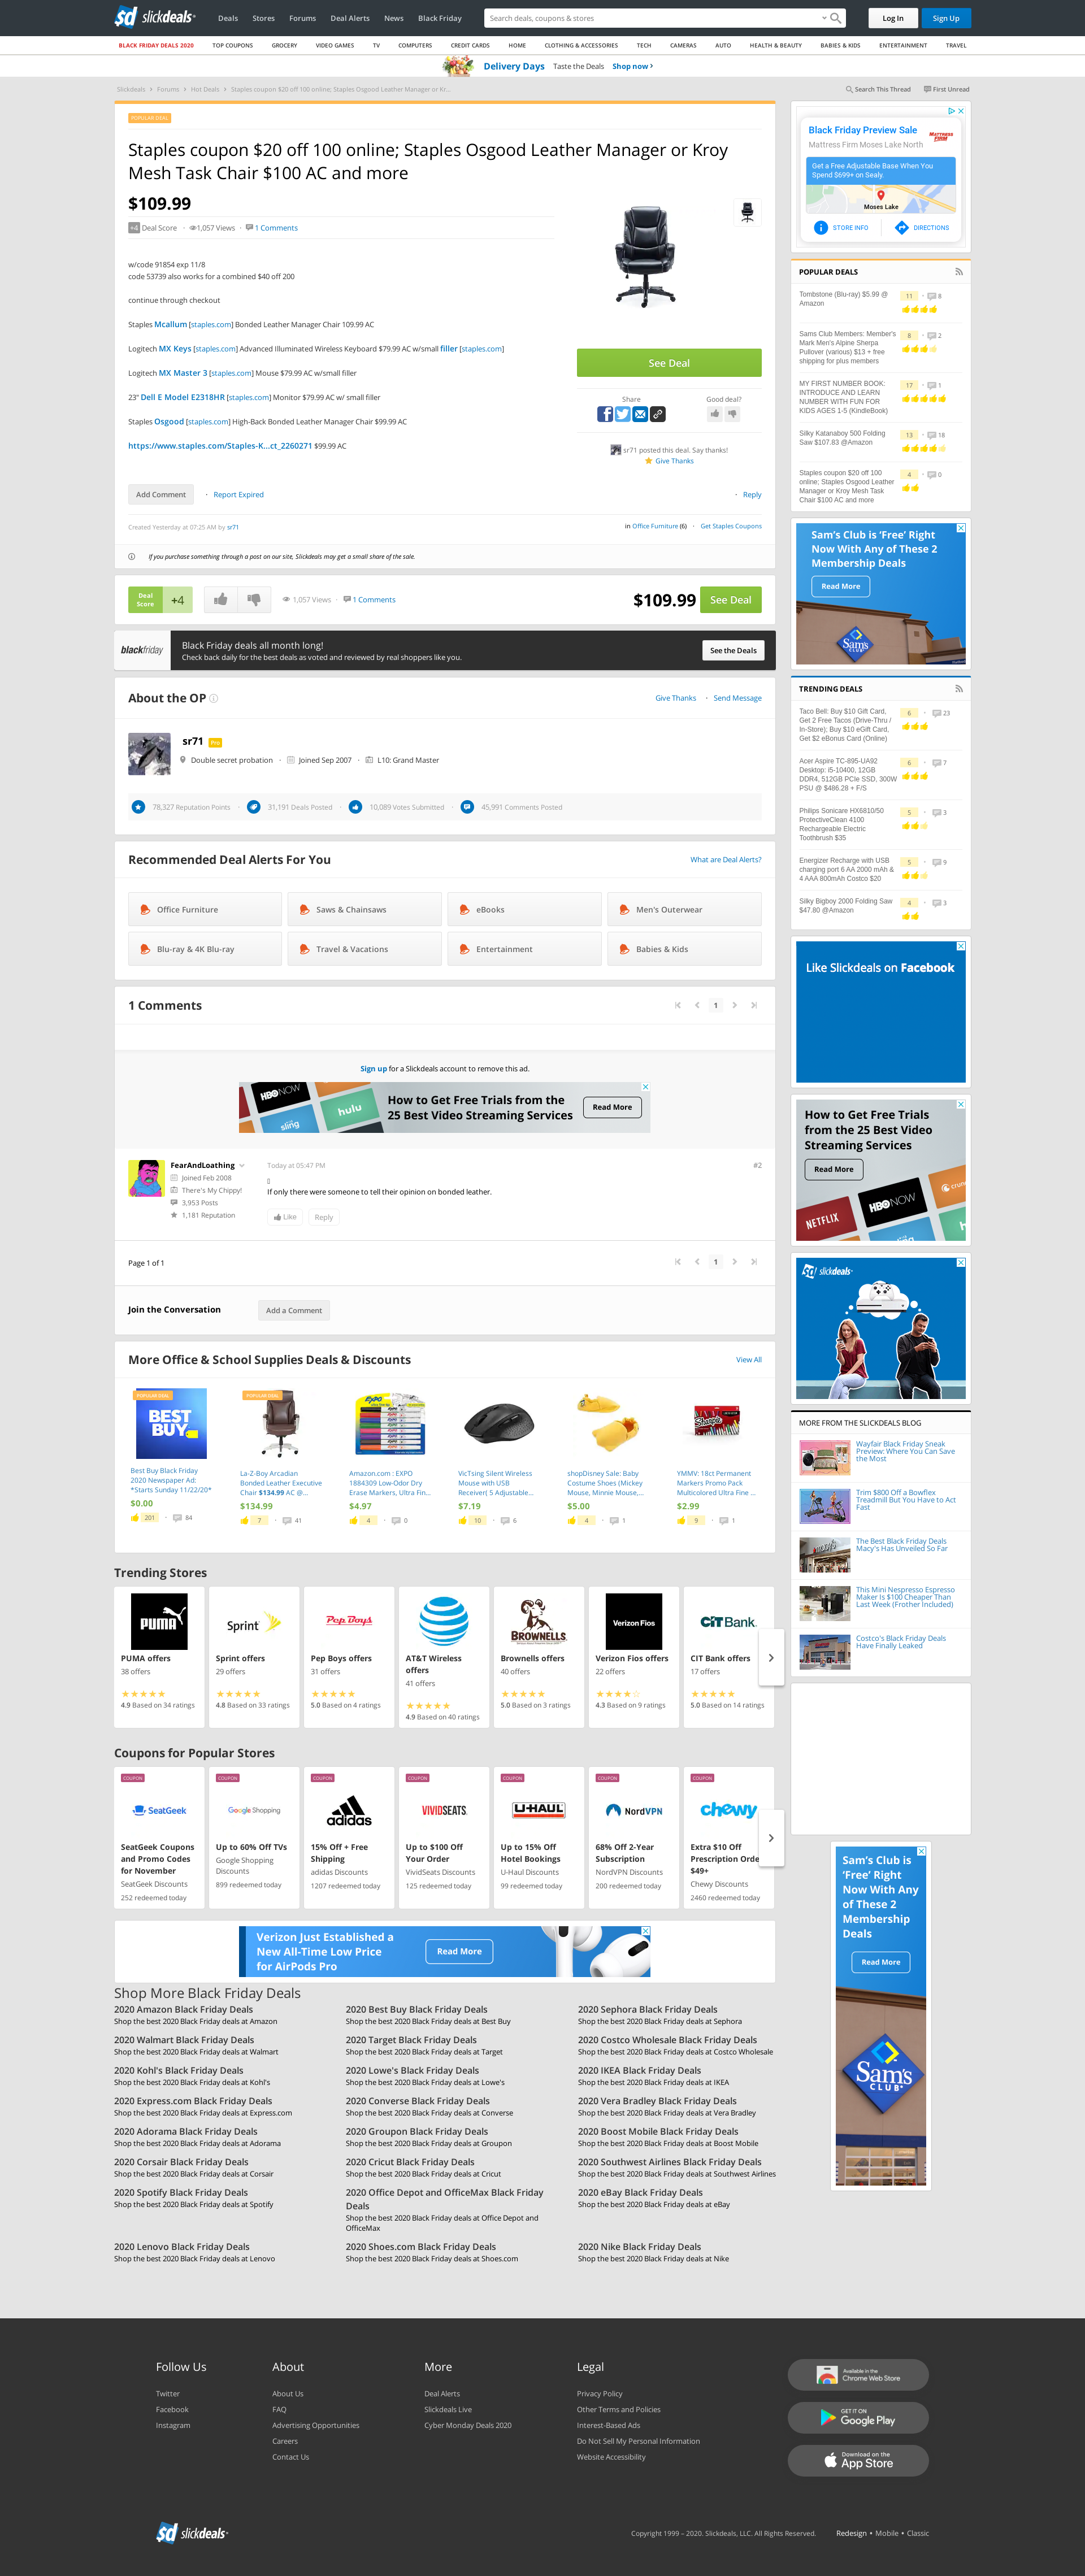 sd slickdeals
Deals Stores Forums Deal Alerts News Black Friday
Search deals, coupons & stores
Log In Sign Up
BLACK FRIDAY DEALS 2020 TOP COUPONS GROCERY VIDEO GAMES TV COMPUTERS CREDIT CARDS HOME CLOTHING & ACCESSORIES TECH CAMERAS AUTO HEALTH & BEAUTY BABIES & KIDS ENTERTAINMENT TRAVEL
Delivery Days Taste the Deals Shop now ›
Slickdeals › Forums › Hot Deals › Staples coupon $20 off 100 online; Staples Osgood Leather Manager or Kr...
Search This Thread First Unread
POPULAR DEAL
Staples coupon $20 off 100 online; Staples Osgood Leather Manager or Kroy
Mesh Task Chair $100 AC and more
$109.99
+4 Deal Score • 1,057 Views • 1 Comments
w/code 91854 exp 11/8
code 53739 also works for a combined $40 off 200
continue through checkout
Staples Mcallum [staples.com] Bonded Leather Manager Chair 109.99 AC
Logitech MX Keys [staples.com] Advanced Illuminated Wireless Keyboard $79.99 AC w/small filler [staples.com]
Logitech MX Master 3 [staples.com] Mouse $79.99 AC w/small filler
23" Dell E Model E2318HR [staples.com] Monitor $79.99 AC w/ small filler
Staples Osgood [staples.com] High-Back Bonded Leather Manager Chair $99.99 AC
https://www.staples.com/Staples-K...ct_2260271 $99.99 AC
See Deal
Share
Good deal?
sr71 posted this deal. Say thanks!
Give Thanks
Add Comment • Report Expired
• Reply
Created Yesterday at 07:25 AM by sr71
in Office Furniture (6) • Get Staples Coupons
If you purchase something through a post on our site, Slickdeals may get a small share of the sale.
Deal
Score
+4
1,057 Views • 1 Comments
$109.99 See Deal
blackfriday
Black Friday deals all month long!
Check back daily for the best deals as voted and reviewed by real shoppers like you.
See the Deals
About the OP
Give Thanks • Send Message
sr71 Pro
Double secret probation • Joined Sep 2007 • L10: Grand Master
78,327 Reputation Points • 31,191 Deals Posted • 10,089 Votes Submitted • 45,991 Comments Posted
Recommended Deal Alerts For You
What are Deal Alerts?
Office Furniture Saws & Chainsaws eBooks Men's Outerwear
Blu-ray & 4K Blu-ray Travel & Vacations Entertainment Babies & Kids
1 Comments
1
Sign up for a Slickdeals account to remove this ad.
sling
hulu
How to Get Free Trials from the
25 Best Video Streaming Services
Read More
FearAndLoathing
Joined Feb 2008
There's My Chippy!
3,953 Posts
1,181 Reputation
Today at 05:47 PM
#2
If only there were someone to tell their opinion on bonded leather.
Like Reply
Page 1 of 1
1
Join the Conversation
Add a Comment
More Office & School Supplies Deals & Discounts
View All
POPULAR DEAL
BEST
BUY
Best Buy Black Friday
2020 Newspaper Ad:
*Starts Sunday 11/22/20*
$0.00
201 • 84
POPULAR DEAL
La-Z-Boy Arcadian
Bonded Leather Executive
Chair $134.99 AC @...
$134.99
7 • 41
EXPO
Amazon.com : EXPO
1884309 Low-Odor Dry
Erase Markers, Ultra Fin...
$4.97
4 • 0
VicTsing Silent Wireless
Mouse with USB
Receiver( 5 Adjustable...
$7.19
10 • 6
shopDisney Sale: Baby
Costume Shoes (Mickey
Mouse, Minnie Mouse,...
$5.00
4 • 1
Sharpie
YMMV: 18ct Permanent
Markers Promo Pack
Multicolored Ultra Fine ...
$2.99
9 • 1
Trending Stores
PUMA
PUMA offers
38 offers
4.9 Based on 34 ratings
Sprint
Sprint offers
29 offers
4.8 Based on 33 ratings
Pep Boys
Pep Boys offers
31 offers
5.0 Based on 4 ratings
AT&T Wireless
offers
41 offers
4.9 Based on 40 ratings
BROWNELLS
Brownells offers
40 offers
5.0 Based on 3 ratings
Verizon Fios
Verizon Fios offers
22 offers
4.3 Based on 9 ratings
CIT Bank
CIT Bank offers
17 offers
5.0 Based on 14 ratings
Coupons for Popular Stores
COUPON
SeatGeek
SeatGeek Coupons
and Promo Codes
for November
SeatGeek Discounts
252 redeemed today
COUPON
Google Shopping
Up to 60% Off TVs
Google Shopping
Discounts
899 redeemed today
COUPON
adidas
15% Off + Free
Shipping
adidas Discounts
1207 redeemed today
COUPON
VIVIDSEATS
Up to $100 Off
Your Order
VividSeats Discounts
125 redeemed today
COUPON
U-HAUL
Up to 15% Off
Hotel Bookings
U-Haul Discounts
99 redeemed today
COUPON
NordVPN
68% Off 2-Year
Subscription
NordVPN Discounts
200 redeemed today
COUPON
chewy
Extra $10 Off
Prescription Orde
$49+
Chewy Discounts
2460 redeemed today
Verizon Just Established a
New All-Time Low Price
for AirPods Pro
Read More
Shop More Black Friday Deals
2020 Amazon Black Friday Deals
Shop the best 2020 Black Friday deals at Amazon
2020 Best Buy Black Friday Deals
Shop the best 2020 Black Friday deals at Best Buy
2020 Sephora Black Friday Deals
Shop the best 2020 Black Friday deals at Sephora
2020 Walmart Black Friday Deals
Shop the best 2020 Black Friday deals at Walmart
2020 Target Black Friday Deals
Shop the best 2020 Black Friday deals at Target
2020 Costco Wholesale Black Friday Deals
Shop the best 2020 Black Friday deals at Costco Wholesale
2020 Kohl's Black Friday Deals
Shop the best 2020 Black Friday deals at Kohl's
2020 Lowe's Black Friday Deals
Shop the best 2020 Black Friday deals at Lowe's
2020 IKEA Black Friday Deals
Shop the best 2020 Black Friday deals at IKEA
2020 Express.com Black Friday Deals
Shop the best 2020 Black Friday deals at Express.com
2020 Converse Black Friday Deals
Shop the best 2020 Black Friday deals at Converse
2020 Vera Bradley Black Friday Deals
Shop the best 2020 Black Friday deals at Vera Bradley
2020 Adorama Black Friday Deals
Shop the best 2020 Black Friday deals at Adorama
2020 Groupon Black Friday Deals
Shop the best 2020 Black Friday deals at Groupon
2020 Boost Mobile Black Friday Deals
Shop the best 2020 Black Friday deals at Boost Mobile
2020 Corsair Black Friday Deals
Shop the best 2020 Black Friday deals at Corsair
2020 Cricut Black Friday Deals
Shop the best 2020 Black Friday deals at Cricut
2020 Southwest Airlines Black Friday Deals
Shop the best 2020 Black Friday deals at Southwest Airlines
2020 Spotify Black Friday Deals
Shop the best 2020 Black Friday deals at Spotify
2020 Office Depot and OfficeMax Black Friday
Deals
Shop the best 2020 Black Friday deals at Office Depot and
OfficeMax
2020 eBay Black Friday Deals
Shop the best 2020 Black Friday deals at eBay
2020 Lenovo Black Friday Deals
Shop the best 2020 Black Friday deals at Lenovo
2020 Shoes.com Black Friday Deals
Shop the best 2020 Black Friday deals at Shoes.com
2020 Nike Black Friday Deals
Shop the best 2020 Black Friday deals at Nike
Black Friday Preview Sale
Mattress Firm Moses Lake North
MATTRESS
FIRM
Get a Free Adjustable Base When You
Spend $699+ on Sealy.
Moses Lake
STORE INFO DIRECTIONS
POPULAR DEALS
Tombstone (Blu-ray) $5.99 @
Amazon
11 • 8
Sams Club Members: Member's
Mark Men's Alpine Sherpa
Pullover (various) $13 + free
shipping for plus members
8 • 2
MY FIRST NUMBER BOOK:
INTRODUCE AND LEARN
NUMBER WITH FUN FOR
KIDS AGES 1-5 (KindleBook)
17 • 1
Silky Katanaboy 500 Folding
Saw $107.83 @Amazon
13 • 18
Staples coupon $20 off 100
online; Staples Osgood Leather
Manager or Kroy Mesh Task
Chair $100 AC and more
4 • 0
Sam's Club is 'Free' Right
Now With Any of These 2
Membership Deals
Read More
Sam's
CLUB
TRENDING DEALS
Taco Bell: Buy $10 Gift Card,
Get 2 Free Tacos (Drive-Thru /
In-Store); Buy $10 eGift Card,
Get $2 eBonus Card (Online)
6 • 23
Acer Aspire TC-895-UA92
Desktop: i5-10400, 12GB
DDR4, 512GB PCIe SSD, 300W
PSU @ $486.28 + F/S
6 • 7
Philips Sonicare HX6810/50
ProtectiveClean 4100
Rechargeable Electric
Toothbrush $35
5 • 3
Energizer Recharge with USB
charging port 6 AA 2000 mAh &
4 AAA 800mAh Costco $20
5 • 9
Silky Bigboy 2000 Folding Saw
$47.80 @Amazon
4 • 3
Like Slickdeals on Facebook
How to Get Free Trials
from the 25 Best Video
Streaming Services
Read More
NETFLIX
HBO NOW
sling
hulu
sd slickdeals
MORE FROM THE SLICKDEALS BLOG
Wayfair Black Friday Sneak
Preview: Where You Can Save
the Most
Trim $800 Off a Bowflex
Treadmill But You Have to Act
Fast
The Best Black Friday Deals
Macy's Has Unveiled So Far
This Mini Nespresso Espresso
Maker Is $100 Cheaper Than
Last Week (Frother Included)
Costco's Black Friday Deals
Have Finally Leaked
Sam's Club is
'Free' Right
Now With Any
of These 2
Membership
Deals
Read More
Sam's
CLUB
Follow Us
Twitter
Facebook
Instagram
About
About Us
FAQ
Advertising Opportunities
Careers
Contact Us
More
Deal Alerts
Slickdeals Live
Cyber Monday Deals 2020
Legal
Privacy Policy
Other Terms and Policies
Interest-Based Ads
Do Not Sell My Personal Information
Website Accessibility
Available in the
Chrome Web Store
GET IT ON
Google Play
Download on the
App Store
sd slickdeals
Copyright 1999 – 2020. Slickdeals, LLC. All Rights Reserved.
Redesign • Mobile • Classic